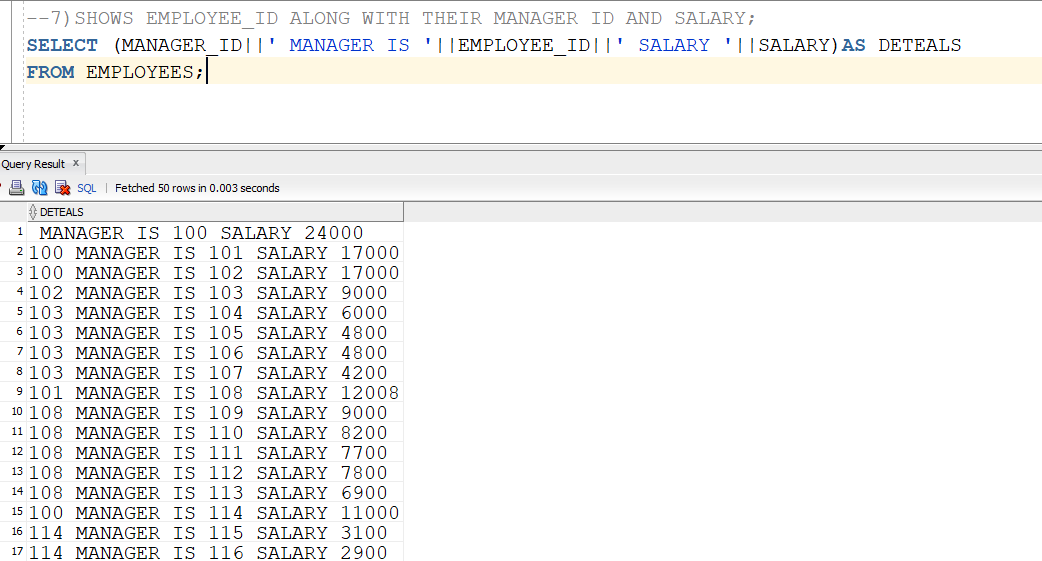 --7)SHOWS EMPLOYEE_ID ALONG WITH THEIR MANAGER ID AND SALARY;
SELECT (MANAGER_ID||' MANAGER IS '||EMPLOYEE_ID||' SALARY '||SALARY)AS DETEALS
FROM EMPLOYEES;
Query Result x
SQL | Fetched 50 rows in 0.003 seconds
DETEALS
1 MANAGER IS 100 SALARY 24000
2 100 MANAGER IS 101 SALARY 17000
3 100 MANAGER IS 102 SALARY 17000
4 102 MANAGER IS 103 SALARY 9000
5 103 MANAGER IS 104 SALARY 6000
6 103 MANAGER IS 105 SALARY 4800
7 103 MANAGER IS 106 SALARY 4800
8 103 MANAGER IS 107 SALARY 4200
9 101 MANAGER IS 108 SALARY 12008
10 108 MANAGER IS 109 SALARY 9000
11 108 MANAGER IS 110 SALARY 8200
12 108 MANAGER IS 111 SALARY 7700
13 108 MANAGER IS 112 SALARY 7800
14 108 MANAGER IS 113 SALARY 6900
15 100 MANAGER IS 114 SALARY 11000
16 114 MANAGER IS 115 SALARY 3100
17 114 MANAGER IS 116 SALARY 2900